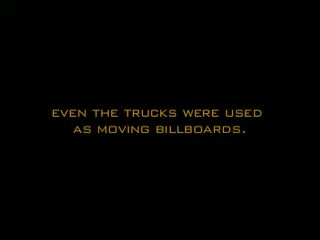 EVEN THE TRUCKS WERE USED
AS MOVING BILLBOARDS.